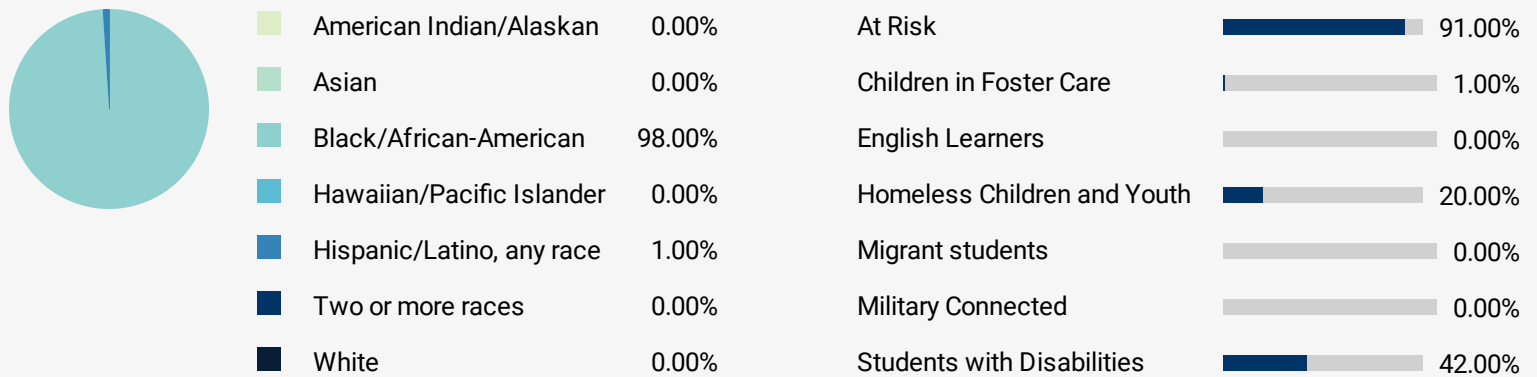 American Indian/Alaskan 0.00%
Asian 0.00%
Black/African-American 98.00%
Hawaiian/Pacific Islander 0.00%
Hispanic/Latino, any race 1.00%
Two or more races 0.00%
White 0.00%
At Risk 91.00%
Children in Foster Care 1.00%
English Learners 0.00%
Homeless Children and Youth 20.00%
Migrant students 0.00%
Military Connected 0.00%
Students with Disabilities 42.00%